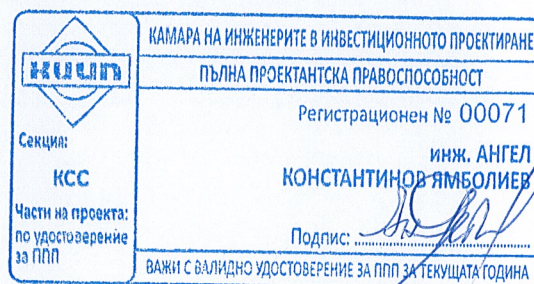 КИИП
Секция:
КСС
Части на проекта:
по удостоверение
за ППП
КАМАРА НА ИНЖЕНЕРИТЕ В ИНВЕСТИЦИОННОТО ПРОЕКТИРАНЕ
ПЪЛНА ПРОЕКТАНТСКА ПРАВОСПОСОБНОСТ
Регистрационен № 00071
инж. АНГЕЛ
КОНСТАНТИНОВ ЯМБОЛИЕВ
Подпис:
ВАЖИ С ВАЛИДНО УДОСТОВЕРЕНИЕ ЗА ППП ЗА ТЕКУЩАТА ГОДИНА